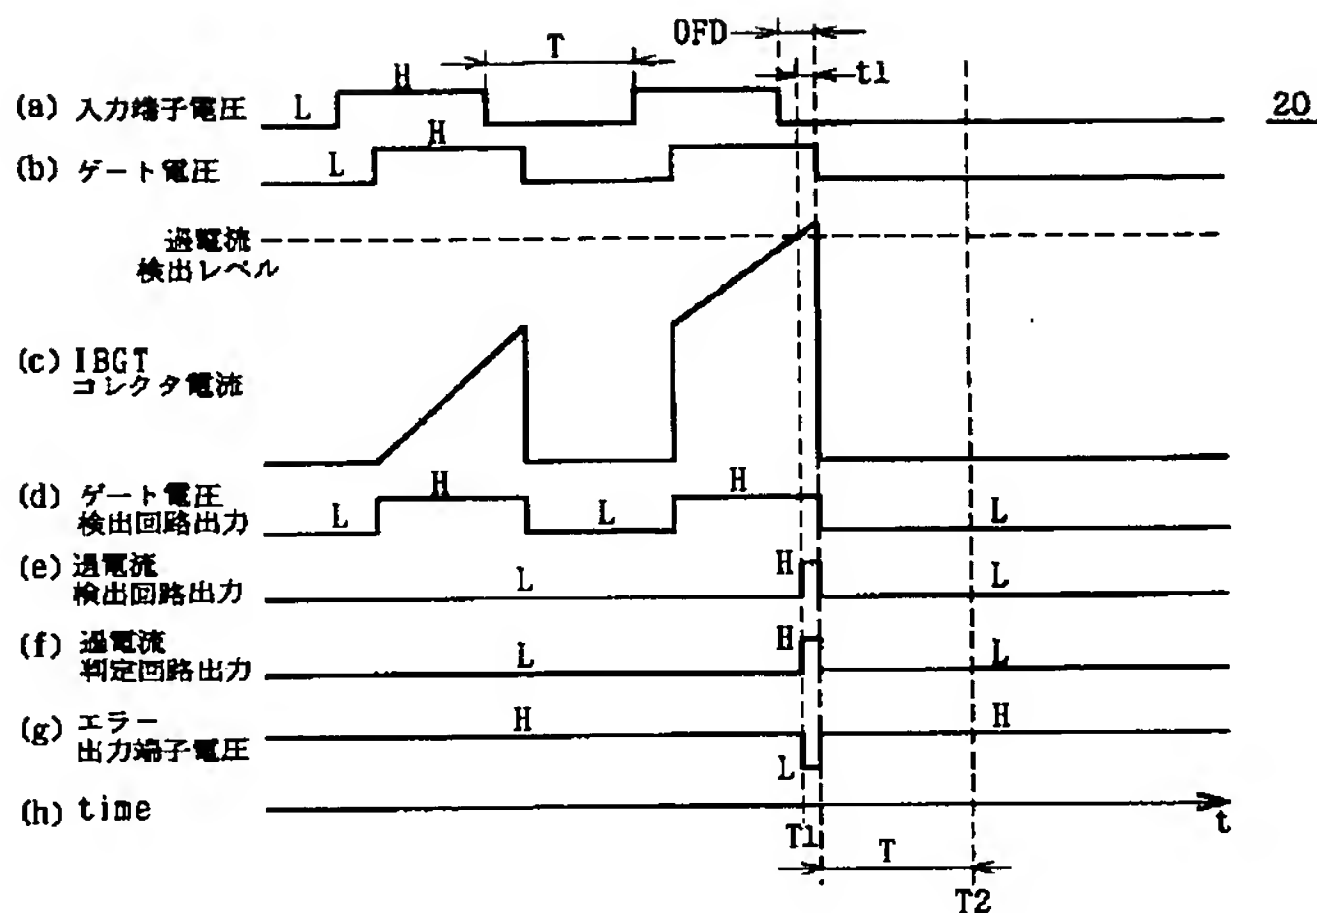 OFD
T
t1
20
(a) 入力端子電圧
L
H
(b) ゲート電圧
L
H
過電流
検出レベル
(c) IBGT
コレクタ電流
(d) ゲート電圧
検出回路出力
L
H
L
H
L
(e) 過電流
検出回路出力
L
H
L
(f) 過電流
判定回路出力
L
H
L
(g) エラー
出力端子電圧
H
L
H
(h) time
t
T1
T
T2